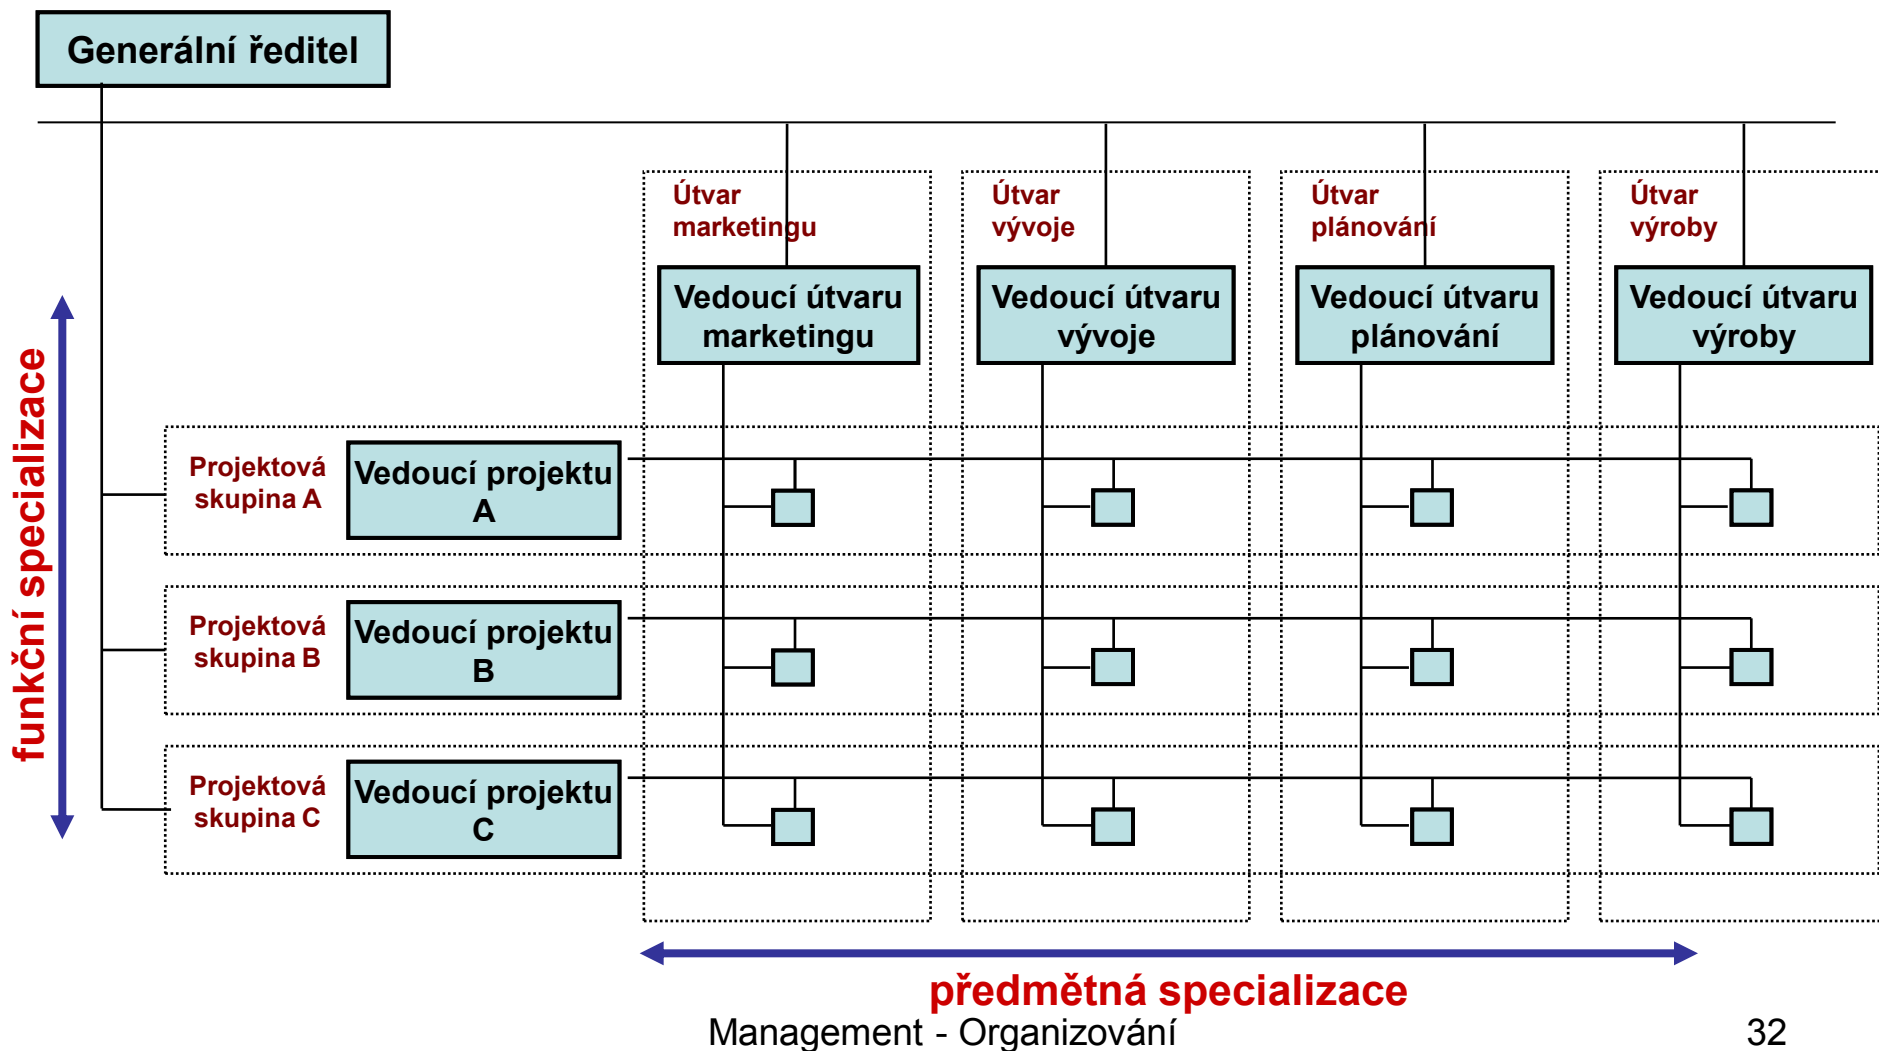 Generální ředitel
Útvar
marketingu
Útvar
vývoje
Útvar
plánování
Útvar
výroby
Vedoucí útvaru
marketingu
Vedoucí útvaru
vývoje
Vedoucí útvaru
plánování
Vedoucí útvaru
výroby
funkční specializace
Projektová
skupina A
Vedoucí projektu
A
Projektová
skupina B
Vedoucí projektu
B
Projektová
skupina C
Vedoucí projektu
C
předmětná specializace
Management - Organizování
32